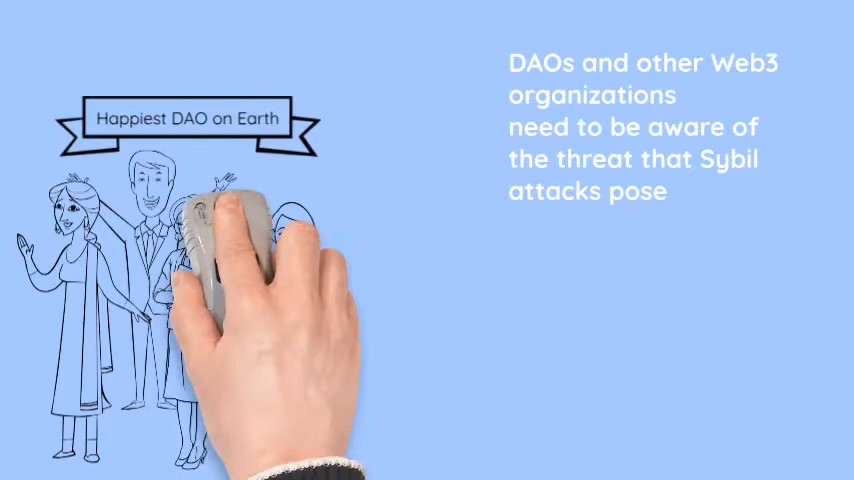 Happiest DAO on Earth
DAOs and other Web3
organizations
need to be aware of
the threat that Sybil
attacks pose